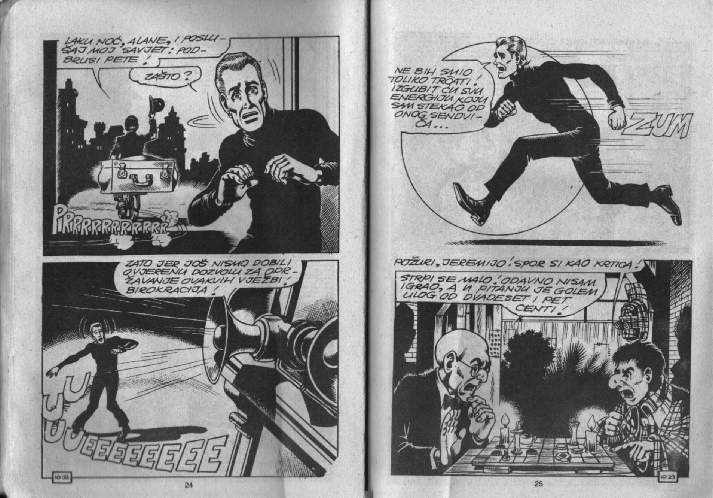 LAKU NOĆ, ALANE, I POSLU-
ŠAJ MOJ SAVJET: POD-
BRUSI PETE!
ZAŠTO?
PRRRRRRRRRRRR
ZATO JER JOŠ NISMO DOBILI
OVJERENU DOZVOLU ZA ODR-
ŽAVANJE OVAKVIH VJEŽBI.
BIROKRACIJA!
UUUUUEEEEEEEE
24
NE BIH SMIO
TOLIKO TRČATI!
IZGUBIT ĆU SVU
ENERGIJU KOJU
SAM STEKAO OD
ONOG SENDVI-
ČA...
ZUM
POŽURI, JEREMIJO! SPOR SI KAO KRTICA!
STRPI SE MALO! ODAVNO NISAM
IGRAO, A U PITANJU JE GOLEM
ULOG OD DVADESET I PET
CENTI!
25